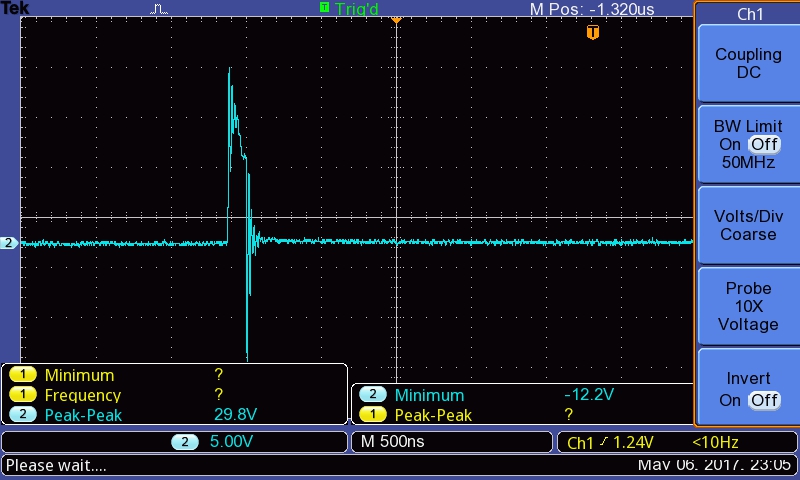 Tek
T Trig'd
M Pos: -1.320us
Ch1
T
Coupling
DC
BW Limit
On Off
50MHz
Volts/Div
Coarse
2
Probe
10X
Voltage
Invert
On Off
1 Minimum ?
1 Frequency ?
2 Peak-Peak 29.8V
2 Minimum -12.2V
1 Peak-Peak ?
2 5.00V
M 500ns
Ch1 / 1.24V <10Hz
Please wait....
May 06, 2017, 23:05